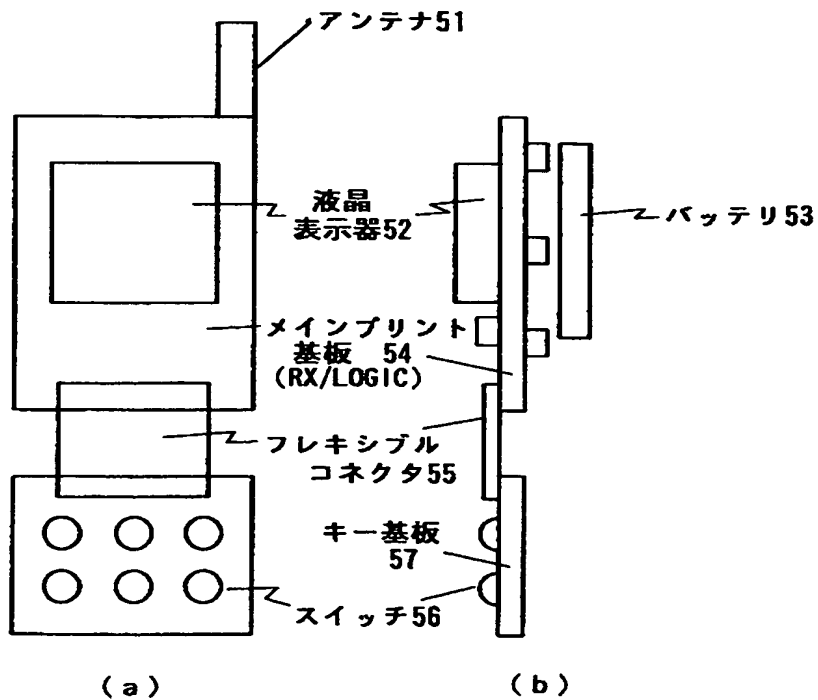 アンテナ51
液晶
表示器52
バッテリ53
メインプリント
基板 54
(RX/LOGIC)
フレキシブル
コネクタ55
キー基板
57
スイッチ56
(a)
(b)